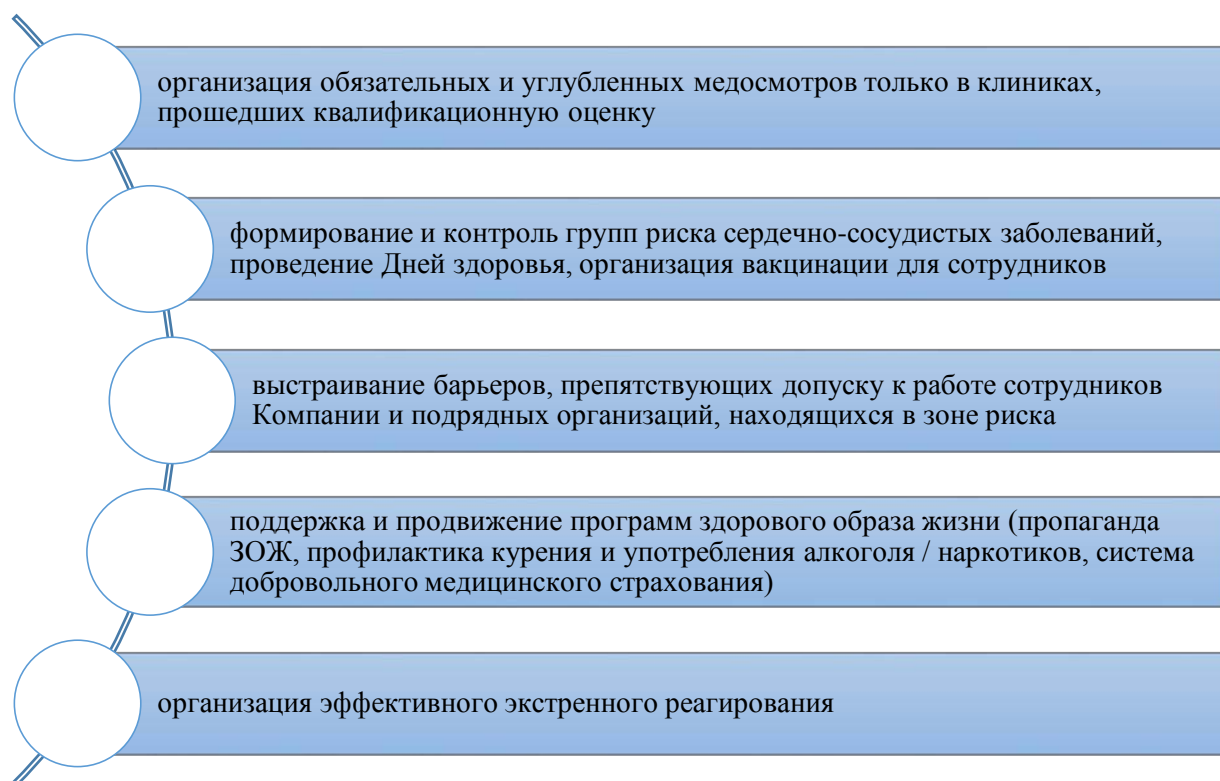 организация обязательных и углубленных медосмотров только в клиниках,
прошедших квалификационную оценку
формирование и контроль групп риска сердечно-сосудистых заболеваний,
проведение Дней здоровья, организация вакцинации для сотрудников
выстраивание барьеров, препятствующих допуску к работе сотрудников
Компании и подрядных организаций, находящихся в зоне риска
поддержка и продвижение программ здорового образа жизни (пропаганда
ЗОЖ, профилактика курения и употребления алкоголя / наркотиков, система
добровольного медицинского страхования)
организация эффективного экстренного реагирования